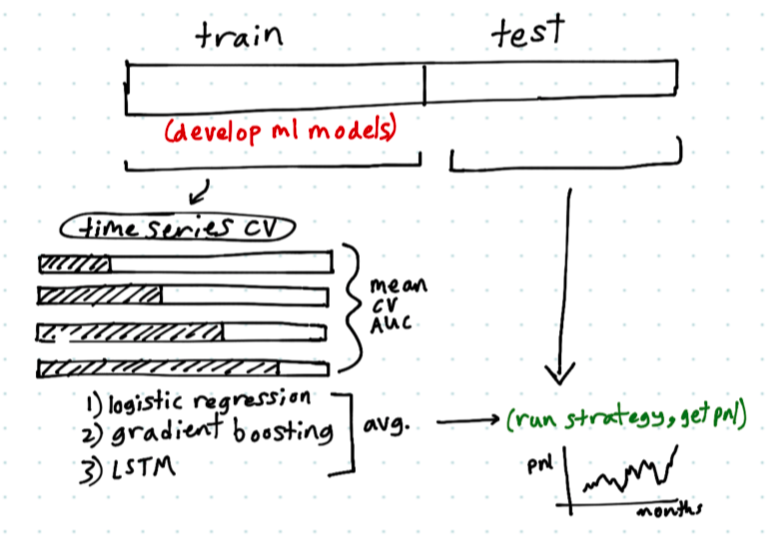 train
test
(develop ml models)
time series CV
mean
CV
AUC
1) logistic regression
2) gradient boosting
3) LSTM
avg.
(run strategy, get pnl)
pnl
months